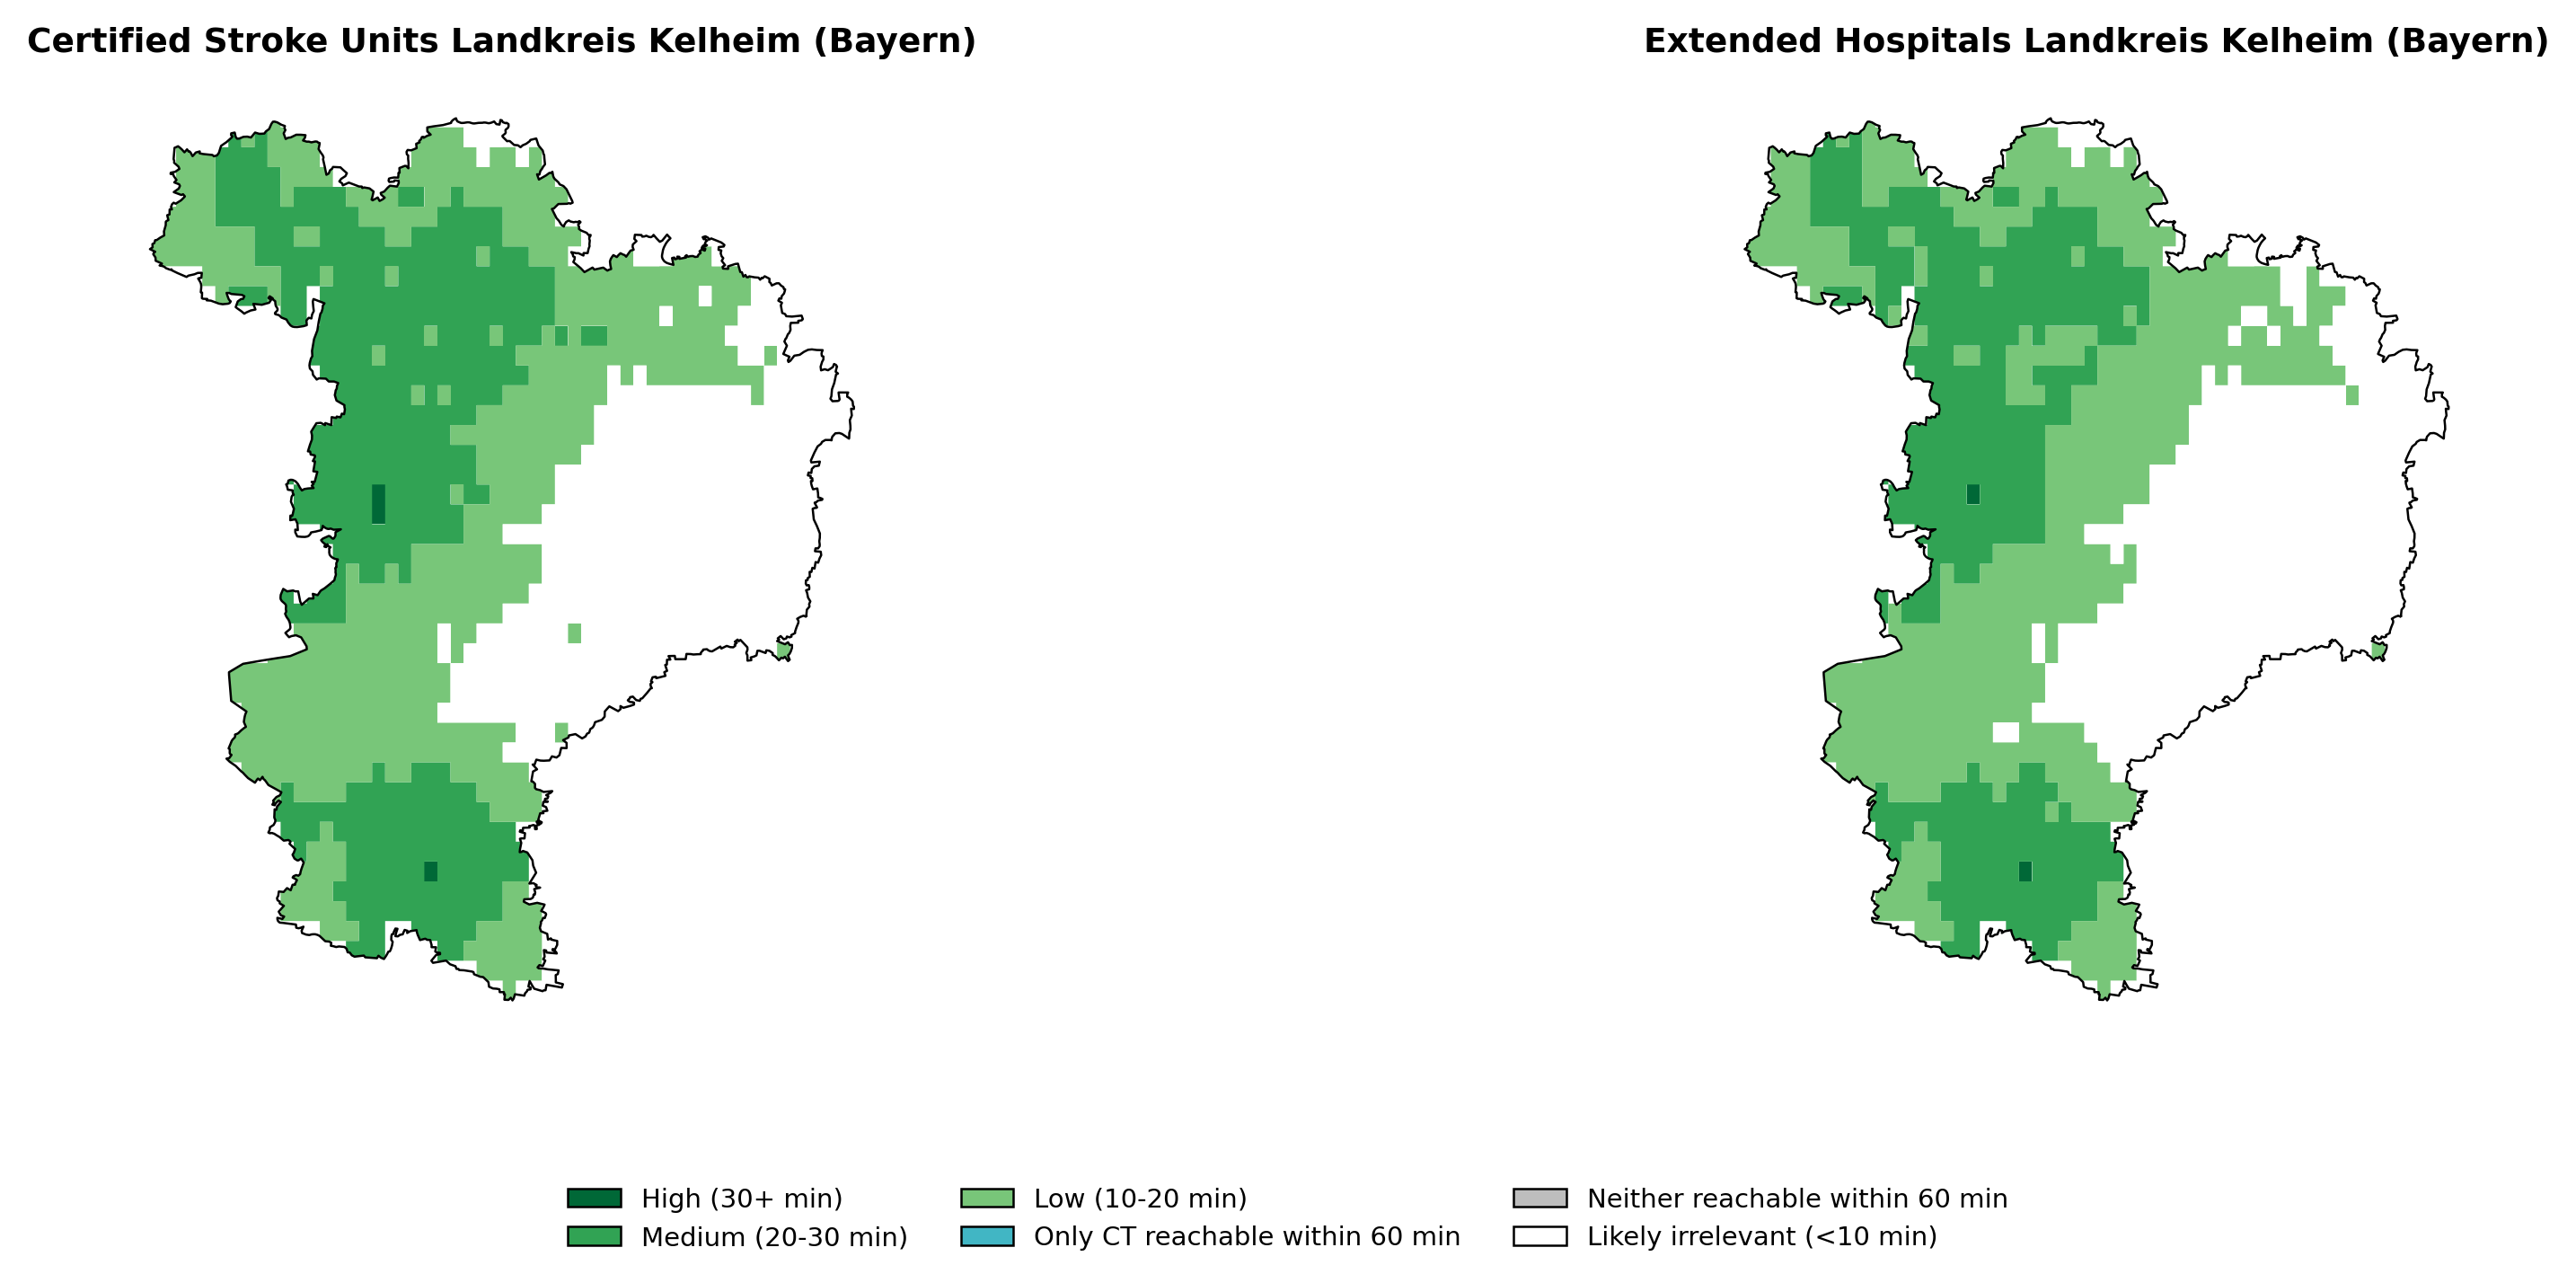 Certified Stroke Units Landkreis Kelheim (Bayern)
Extended Hospitals Landkreis Kelheim (Bayern)
High (30+ min)
Medium (20-30 min)
Low (10-20 min)
Only CT reachable within 60 min
Neither reachable within 60 min
Likely irrelevant (<10 min)